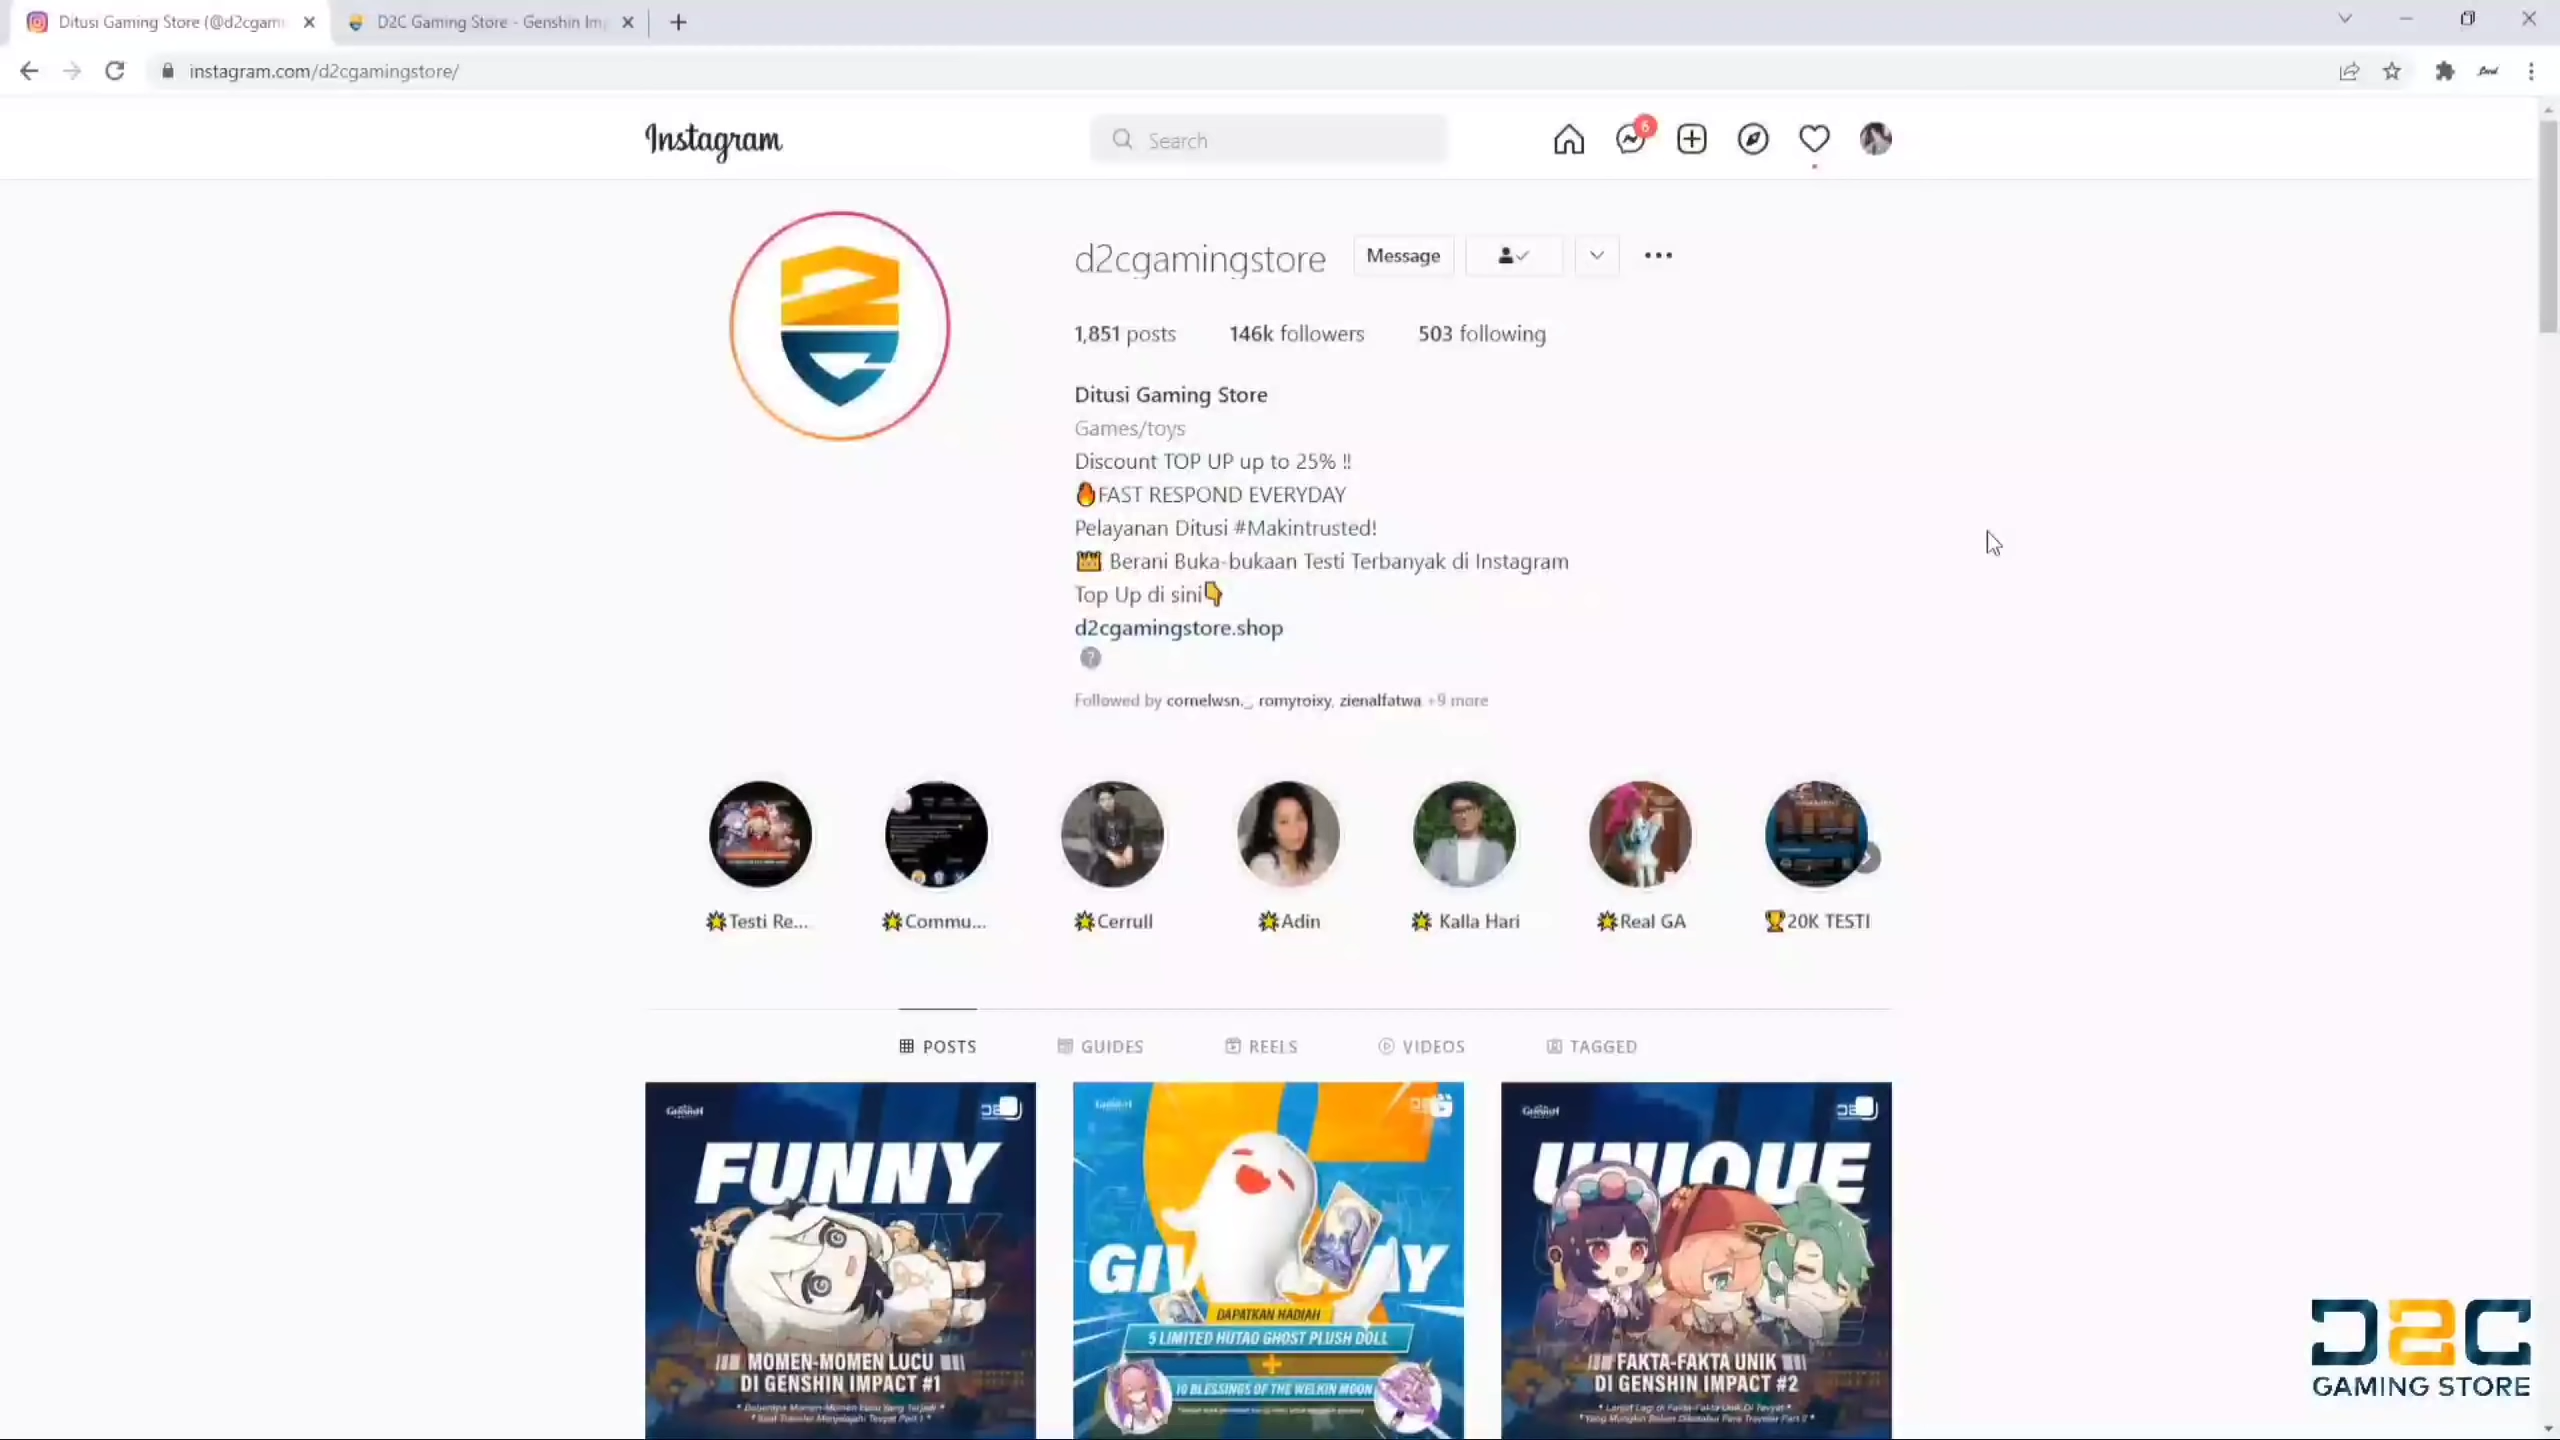 Ditusi Gaming Store (@d2cgam
D2C Gaming Store - Genshin Im
instagram.com/d2cgamingstore/
Instagram
Search
6
d2cgamingstore
Message
1,851 posts 146k followers 503 following
Ditusi Gaming Store
Games/toys
Discount TOP UP up to 25% !!
🔥FAST RESPOND EVERYDAY
Pelayanan Ditusi #Makintrusted!
Berani Buka-bukaan Testi Terbanyak di Instagram
Top Up di sini👇
d2cgamingstore.shop
?
Followed by cornelwsn._, romyroixy, zienalfatwa +9 more
🌟Testi Re...
🌟Commu...
🌟Cerrull
🌟Adin
🌟 Kalla Hari
🌟Real GA
🏆20K TESTI
POSTS
GUIDES
REELS
VIDEOS
TAGGED
GENSHIN
FUNNY
MOMEN-MOMEN LUCU
DI GENSHIN IMPACT #1
GIVEAWAY
DAPATKAN HADIAH
5 LIMITED HUTAO GHOST PLUSH DOLL
+
10 BLESSINGS OF THE WELKIN MOON
GENSHIN
UNIQUE
FAKTA-FAKTA UNIK
DI GENSHIN IMPACT #2
D2C
GAMING STORE